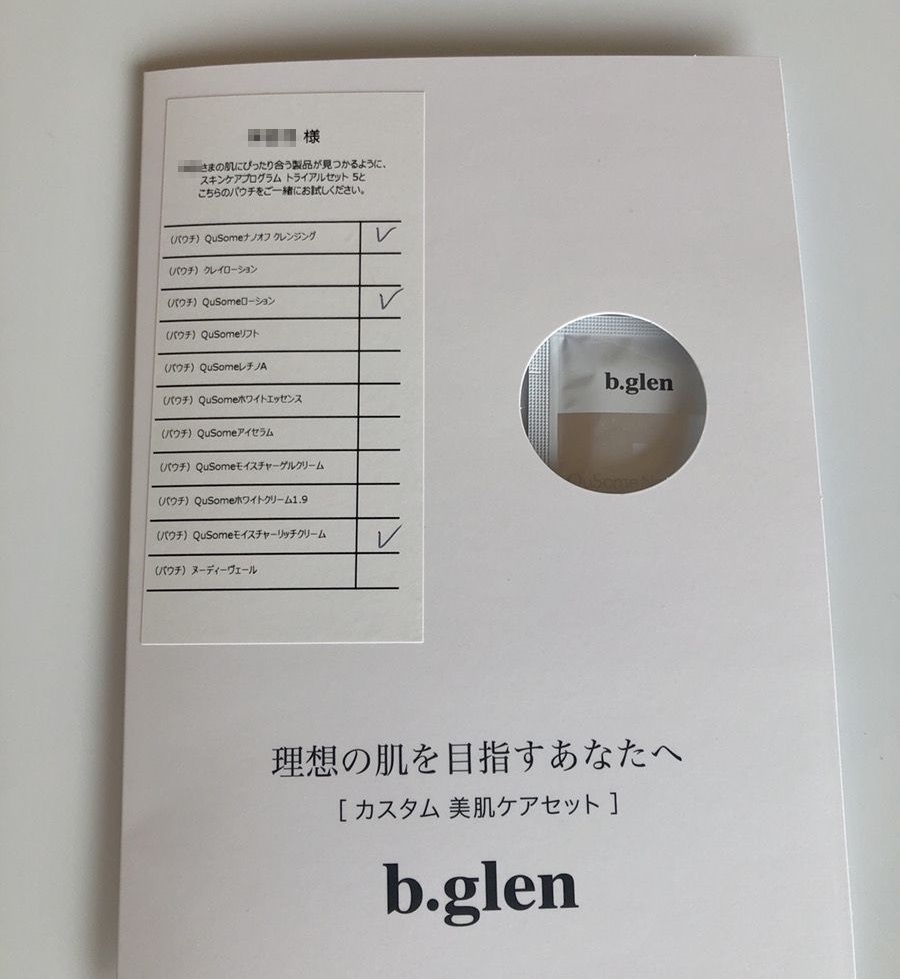 様
さまの肌にぴったり合う製品が見つかるように、
スキンケアプログラム トライアルセット 5と
こちらのパウチをご一緒にお試しください。
(パウチ) QuSomeナノオフ クレンジング ✓
(パウチ) クレイローション
(パウチ) QuSomeローション ✓
(パウチ) QuSomeリフト
(パウチ) QuSomeレチノA
(パウチ) QuSomeホワイトエッセンス
(パウチ) QuSomeアイセラム
(パウチ) QuSomeモイスチャーゲルクリーム
(パウチ) QuSomeホワイトクリーム1.9
(パウチ) QuSomeモイスチャーリッチクリーム ✓
(パウチ) ヌーディーヴェール
b.glen
理想の肌を目指すあなたへ
[ カスタム 美肌ケアセット ]
b.glen